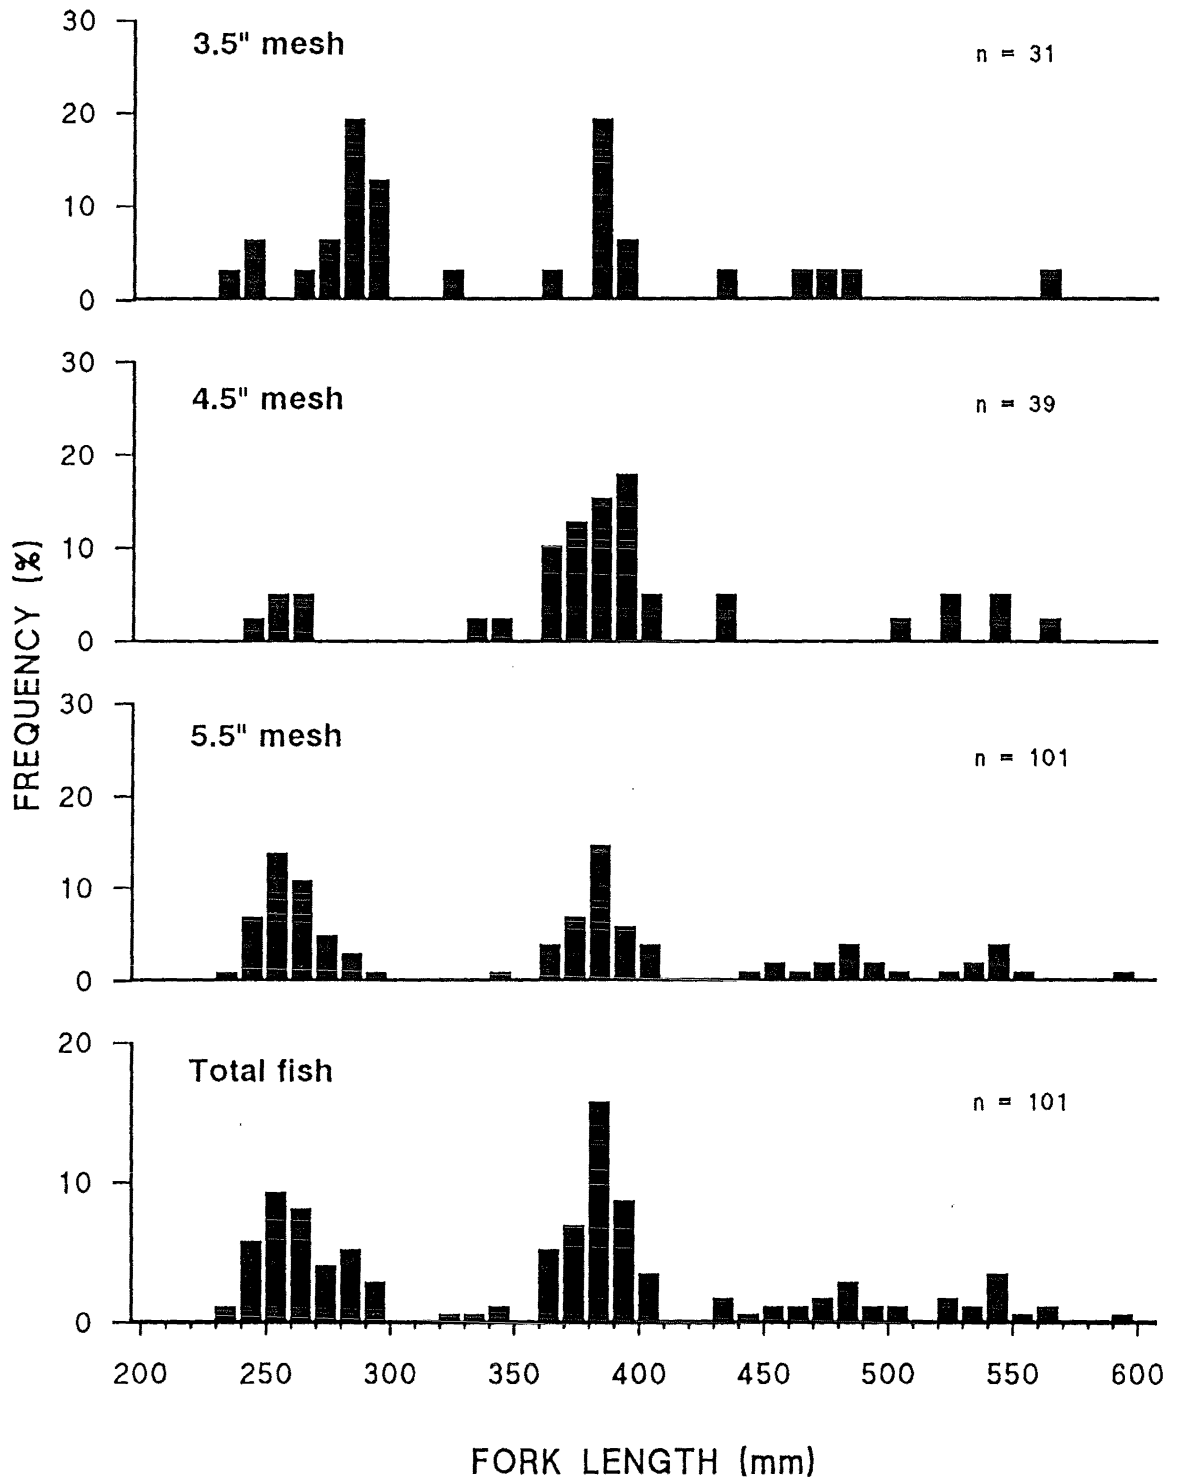 30
3.5" mesh
n = 31
20
10
0
30
4.5" mesh
n = 39
20
10
0
FREQUENCY (%)
30
5.5" mesh
n = 101
20
10
0
20
Total fish
n = 101
10
0
200 250 300 350 400 450 500 550 600
FORK LENGTH (mm)